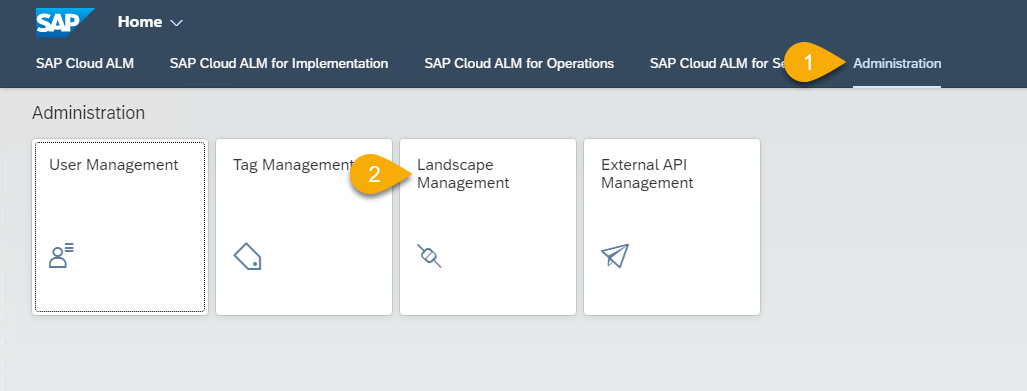 SAP Home
SAP Cloud ALM SAP Cloud ALM for Implementation SAP Cloud ALM for Operations SAP Cloud ALM for 1 Administration
Administration
User Management Tag Management 2 Landscape
Management External API
Management